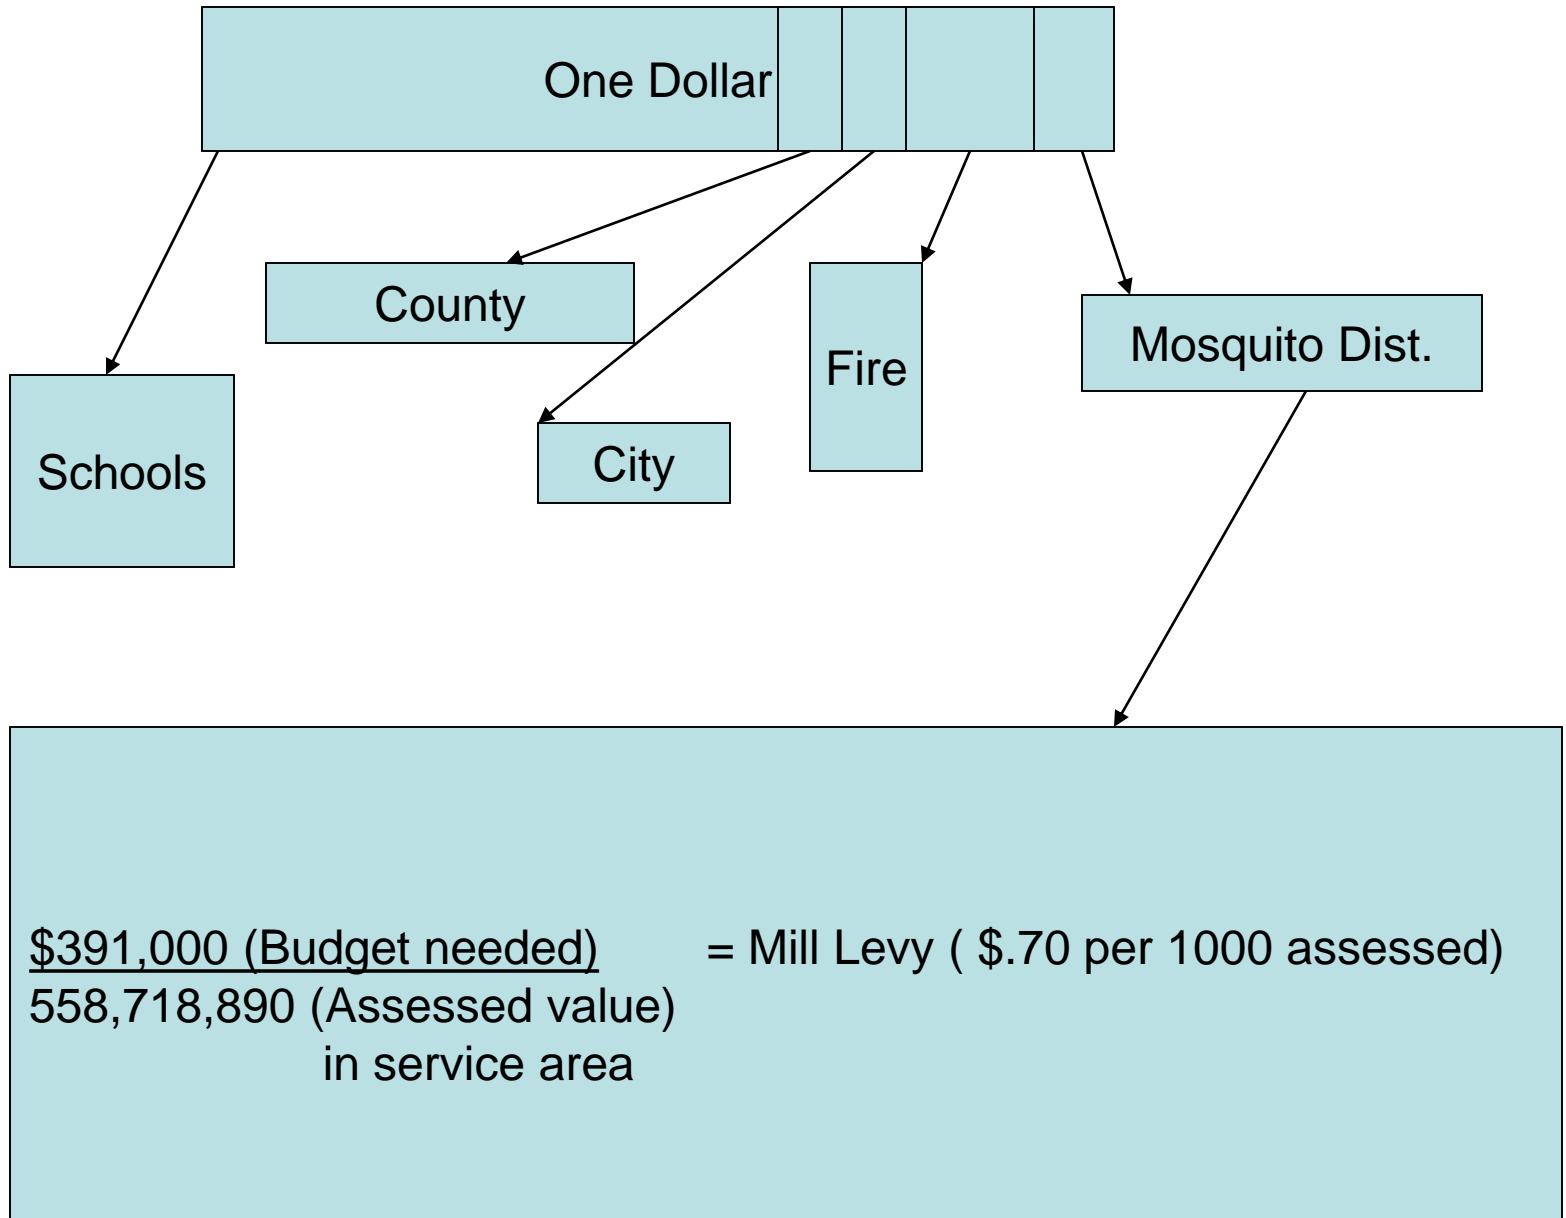 One Dollar
County
Fire
Mosquito Dist.
Schools
City
$391,000 (Budget needed) = Mill Levy ( $.70 per 1000 assessed)
558,718,890 (Assessed value)
in service area